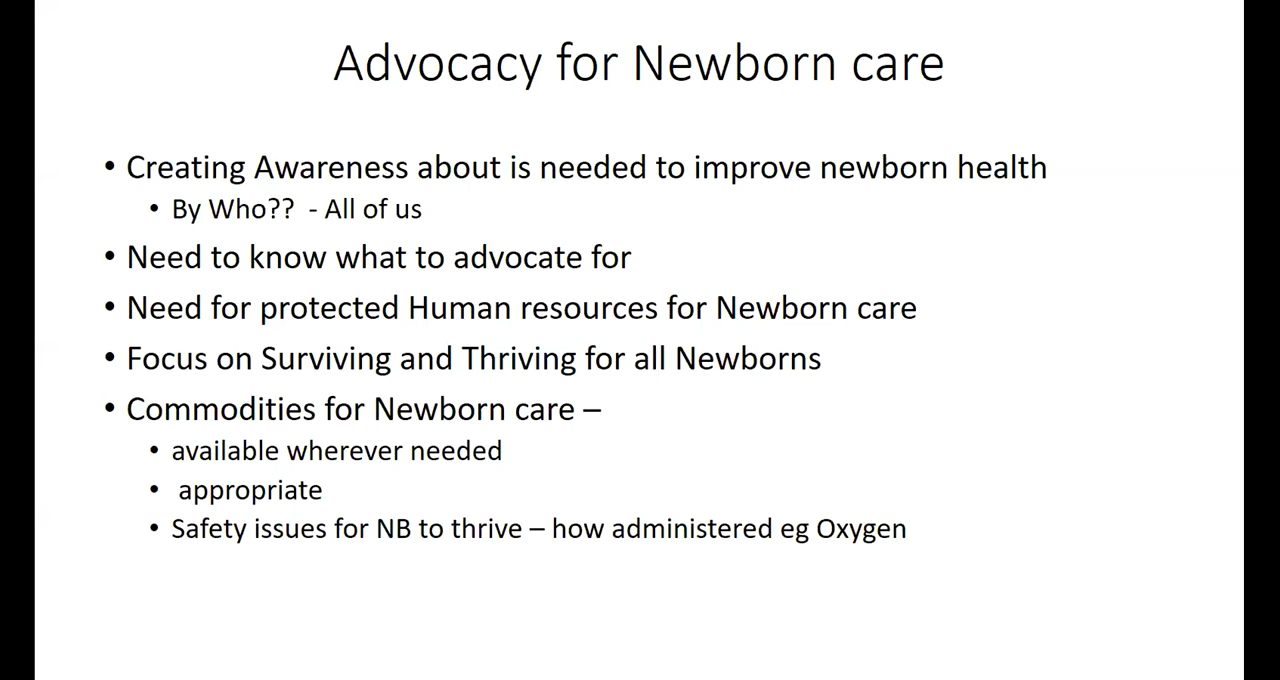 Advocacy for Newborn care
• Creating Awareness about is needed to improve newborn health
• By Who??  - All of us
• Need to know what to advocate for
• Need for protected Human resources for Newborn care
• Focus on Surviving and Thriving for all Newborns
• Commodities for Newborn care –
• available wherever needed
•  appropriate
• Safety issues for NB to thrive – how administered eg Oxygen